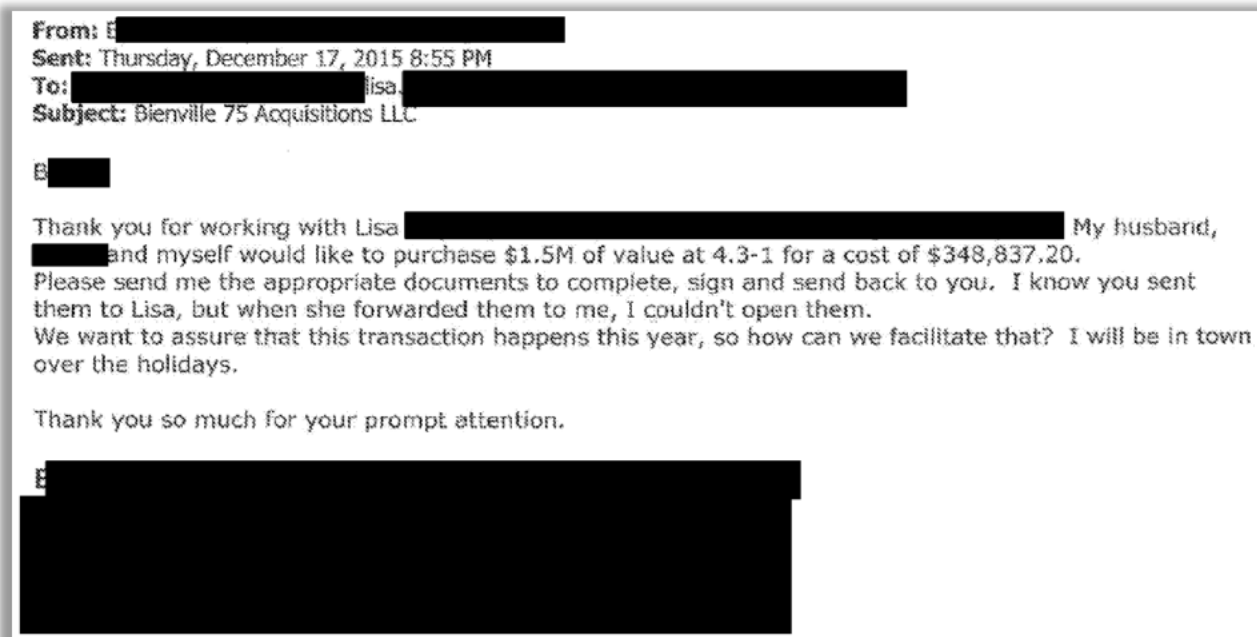 From: E
Sent: Thursday, December 17, 2015 8:55 PM
To: lisa.
Subject: Bienville 75 Acquisitions LLC
B
Thank you for working with Lisa My husband,
and myself would like to purchase $1.5M of value at 4.3-1 for a cost of $348,837.20.
Please send me the appropriate documents to complete, sign and send back to you. I know you sent
them to Lisa, but when she forwarded them to me, I couldn't open them.
We want to assure that this transaction happens this year, so how can we facilitate that? I will be in town
over the holidays.
Thank you so much for your prompt attention.
E